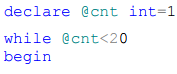 declare @cnt int=1
while @cnt<20
begin